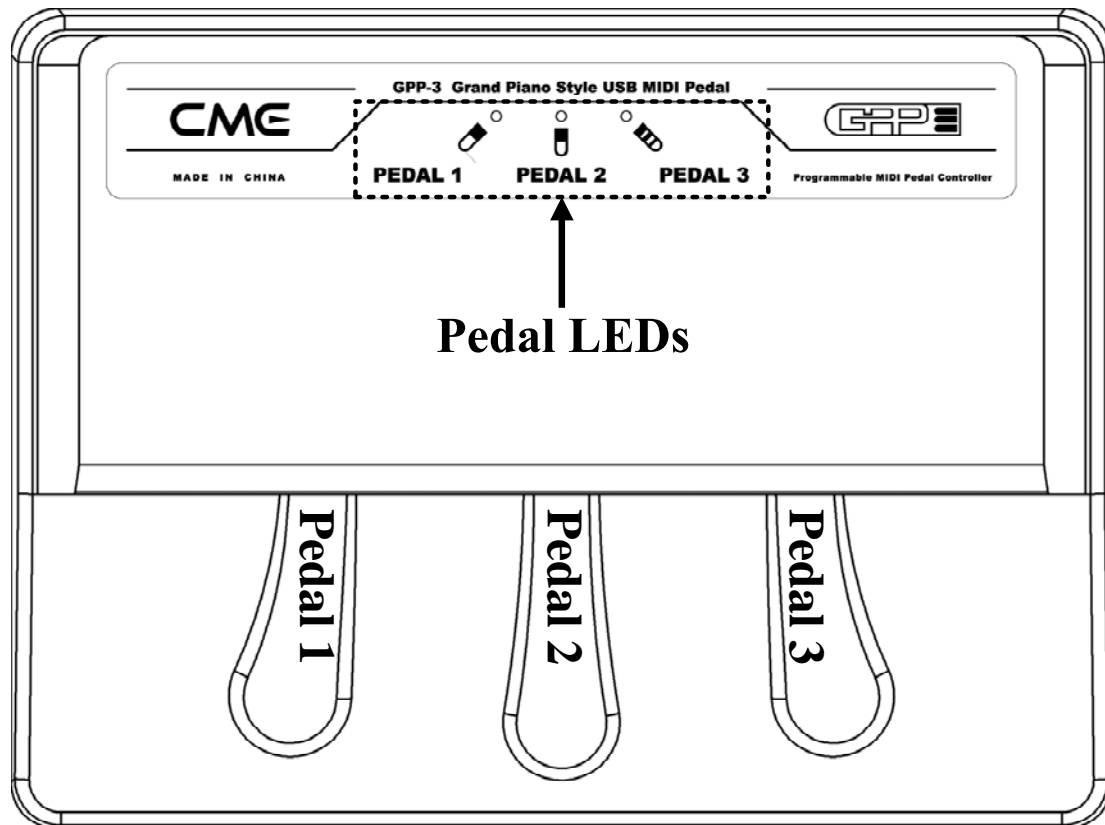 GPP-3 Grand Piano Style USB MIDI Pedal
CME
GPP
MADE IN CHINA
PEDAL 1
PEDAL 2
PEDAL 3
Programmable MIDI Pedal Controller
Pedal LEDs
Pedal 1
Pedal 2
Pedal 3